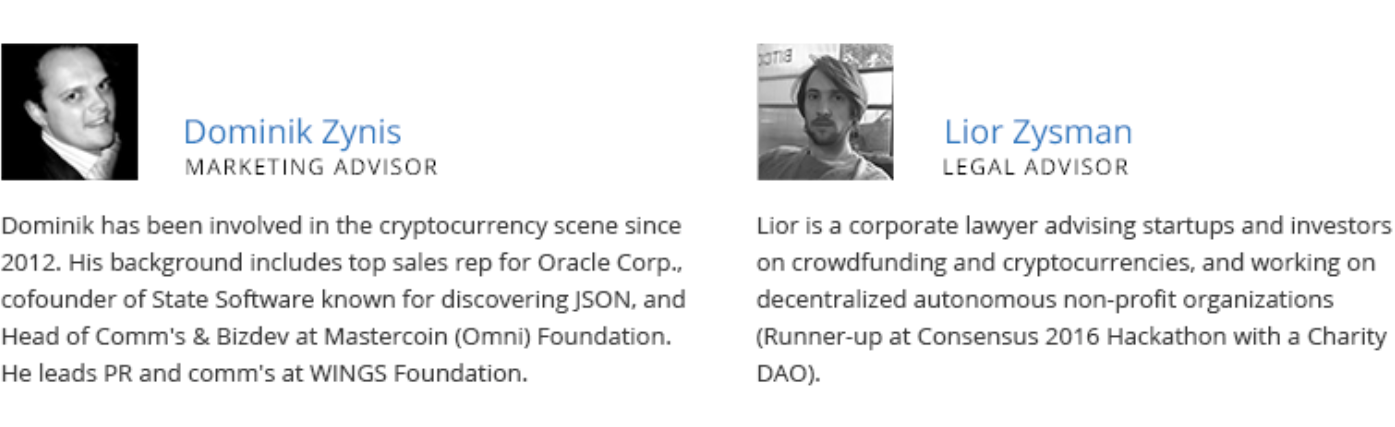 Dominik Zynis
MARKETING ADVISOR
Dominik has been involved in the cryptocurrency scene since
2012. His background includes top sales rep for Oracle Corp.,
cofounder of State Software known for discovering JSON, and
Head of Comm's & Bizdev at Mastercoin (Omni) Foundation.
He leads PR and comm's at WINGS Foundation.
Lior Zysman
LEGAL ADVISOR
Lior is a corporate lawyer advising startups and investors
on crowdfunding and cryptocurrencies, and working on
decentralized autonomous non-profit organizations
(Runner-up at Consensus 2016 Hackathon with a Charity
DAO).